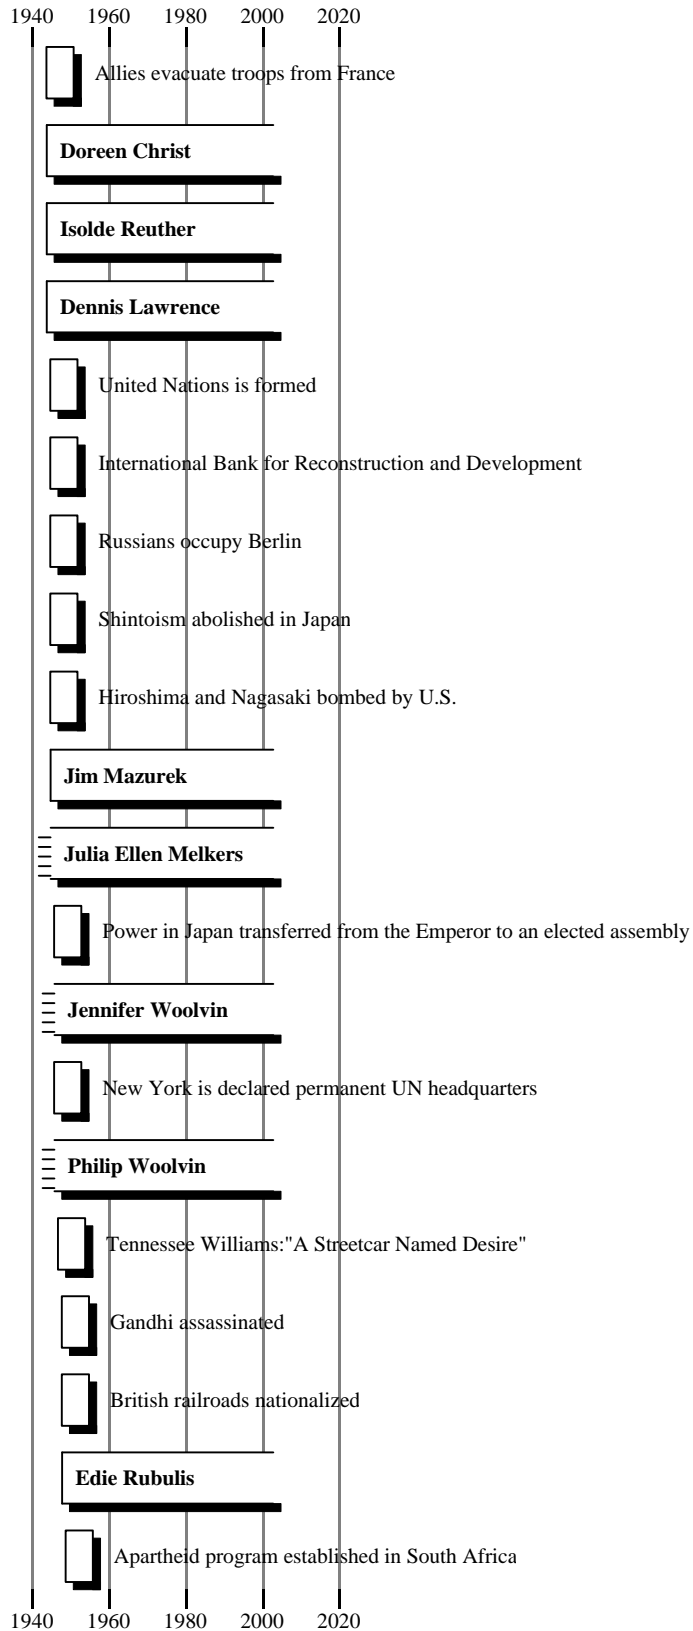 1940 1960 1980 2000 2020
Allies evacuate troops from France
Doreen Christ
Isolde Reuther
Dennis Lawrence
United Nations is formed
International Bank for Reconstruction and Development
Russians occupy Berlin
Shintoism abolished in Japan
Hiroshima and Nagasaki bombed by U.S.
Jim Mazurek
Julia Ellen Melkers
Power in Japan transferred from the Emperor to an elected assembly
Jennifer Woolvin
New York is declared permanent UN headquarters
Philip Woolvin
Tennessee Williams:"A Streetcar Named Desire"
Gandhi assassinated
British railroads nationalized
Edie Rubulis
Apartheid program established in South Africa
1940 1960 1980 2000 2020